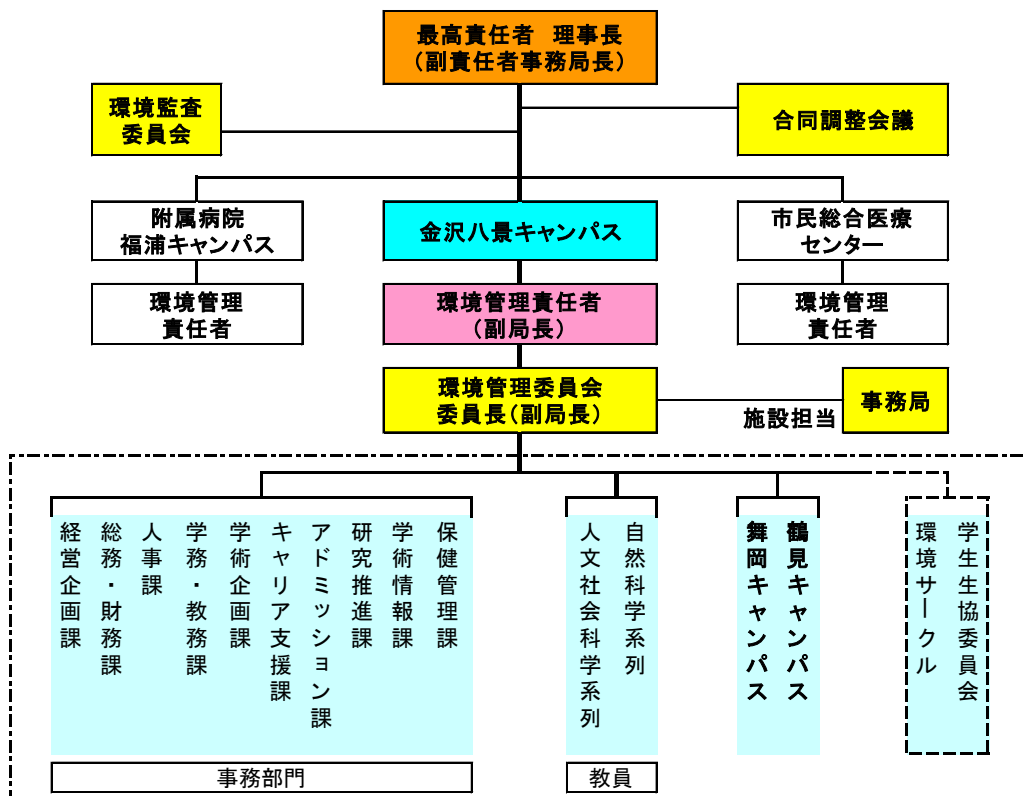 最高責任者 理事長
（副責任者事務局長）
環境監査
委員会
合同調整会議
附属病院
福浦キャンパス
金沢八景キャンパス
市民総合医療
センター
環境管理
責任者
環境管理責任者
（副局長）
環境管理
責任者
環境管理委員会
委員長（副局長）
施設担当
事務局
経営企画課
総務・財務課
人事課
学務・教務課
学術企画課
キャリア支援課
アドミッション課
研究推進課
学術情報課
保健管理課
人文社会科学系列
自然科学系列
舞岡キャンパス
鶴見キャンパス
環境サークル
学生生協委員会
事務部門
教員